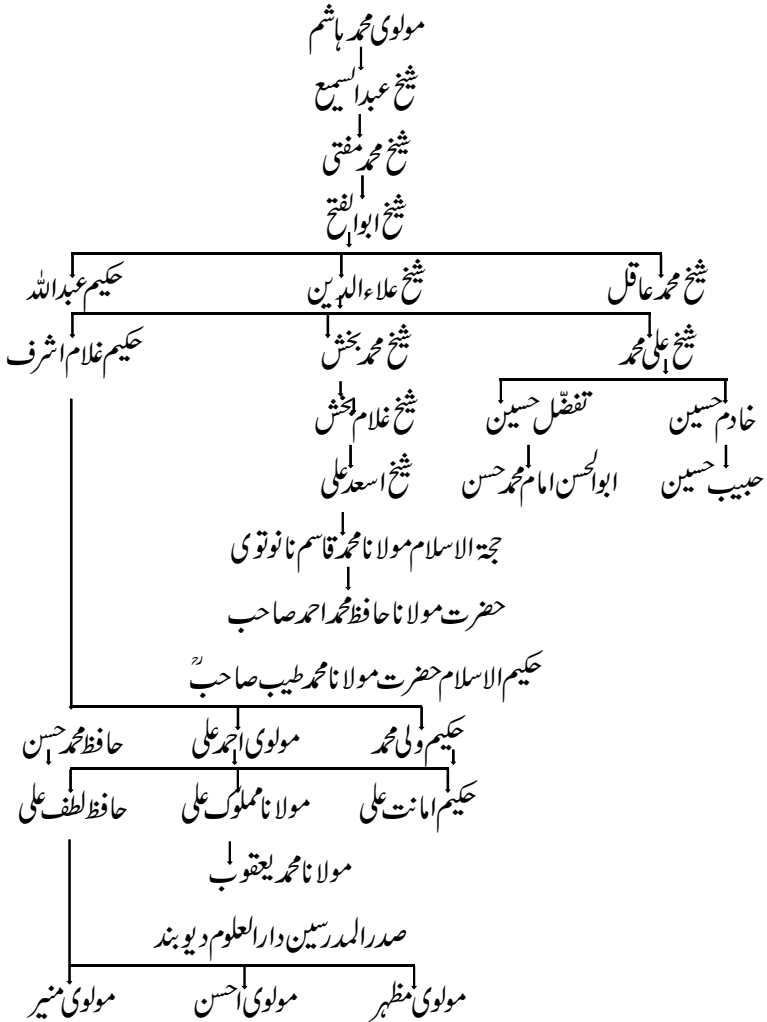 مولوی محمد ہاشم
شیخ عبدالسمیع
شیخ محمد مفتی
شیخ ابوالفتح
شیخ محمد عاقل شیخ علاء الدین حکیم عبداللہ
شیخ علی محمد شیخ محمد بخش حکیم غلام اشرف
خادم حسین تفضّل حسین شیخ غلام بخش
حبیب حسین ابوالحسن امام محمد حسن شیخ اسعد علی
حجۃ الاسلام مولانا محمد قاسم نانوتوی
حضرت مولانا حافظ محمد احمد صاحب
حکیم الاسلام حضرت مولانا محمد طیب صاحبؒ
حکیم ولی محمد مولوی احمد علی حافظ محمد حسن
حکیم امانت علی مولانا مملوک علی حافظ لطف علی
مولانا محمد یعقوب
صدر المدرسین دارالعلوم دیوبند
مولوی مظہر مولوی احسن مولوی منیر